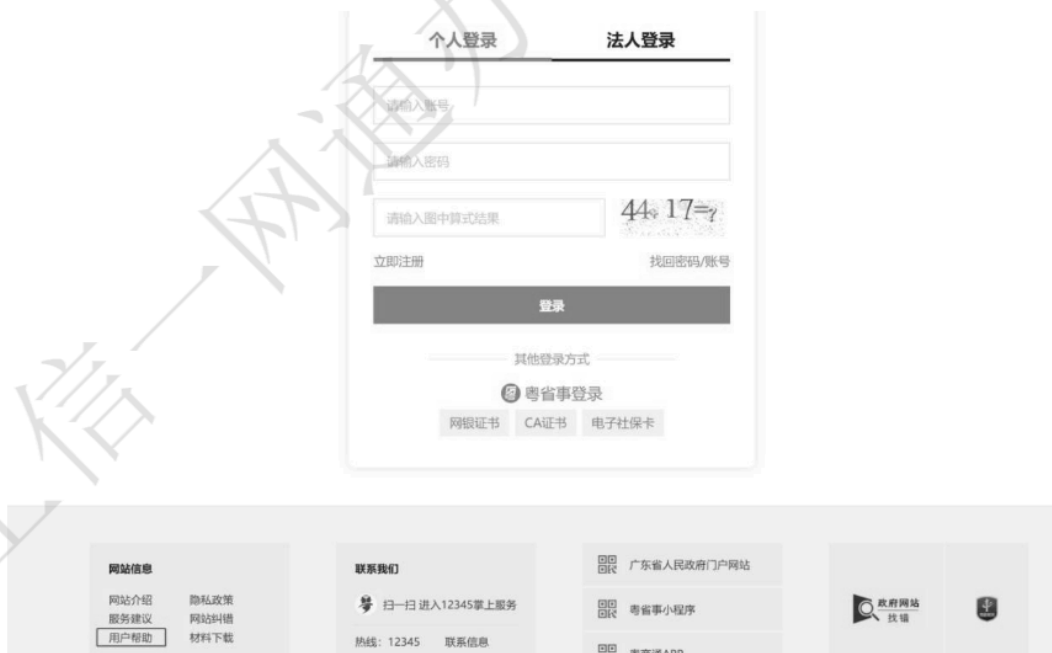 个人登录 法人登录
请输入账号
请输入密码
请输入图中算式结果 44+17=?
立即注册 找回密码/账号
登录
其他登录方式
粤省事登录
网银证书 CA证书 电子社保卡
网站信息
网站介绍 隐私政策
服务建议 网站纠错
用户帮助 材料下载
联系我们
扫一扫 进入12345掌上服务
热线：12345 联系信息
广东省人民政府门户网站
粤省事小程序
粤商通APP
政府网站
找错
信一网通办